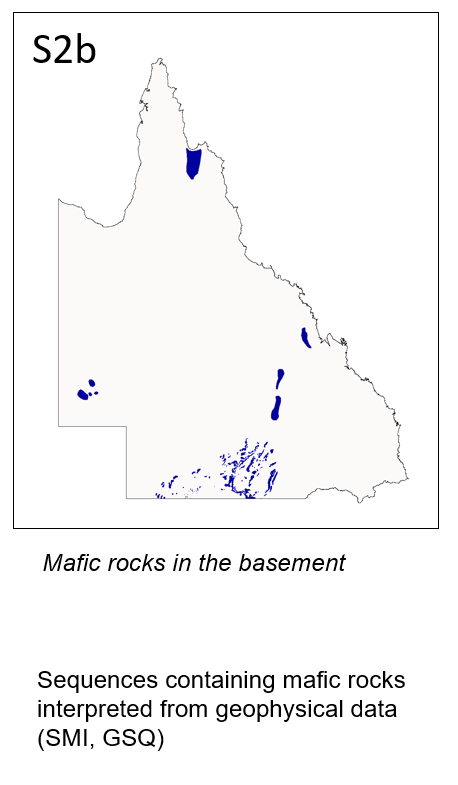 S2b
Mafic rocks in the basement
Sequences containing mafic rocks
interpreted from geophysical data
(SMI, GSQ)